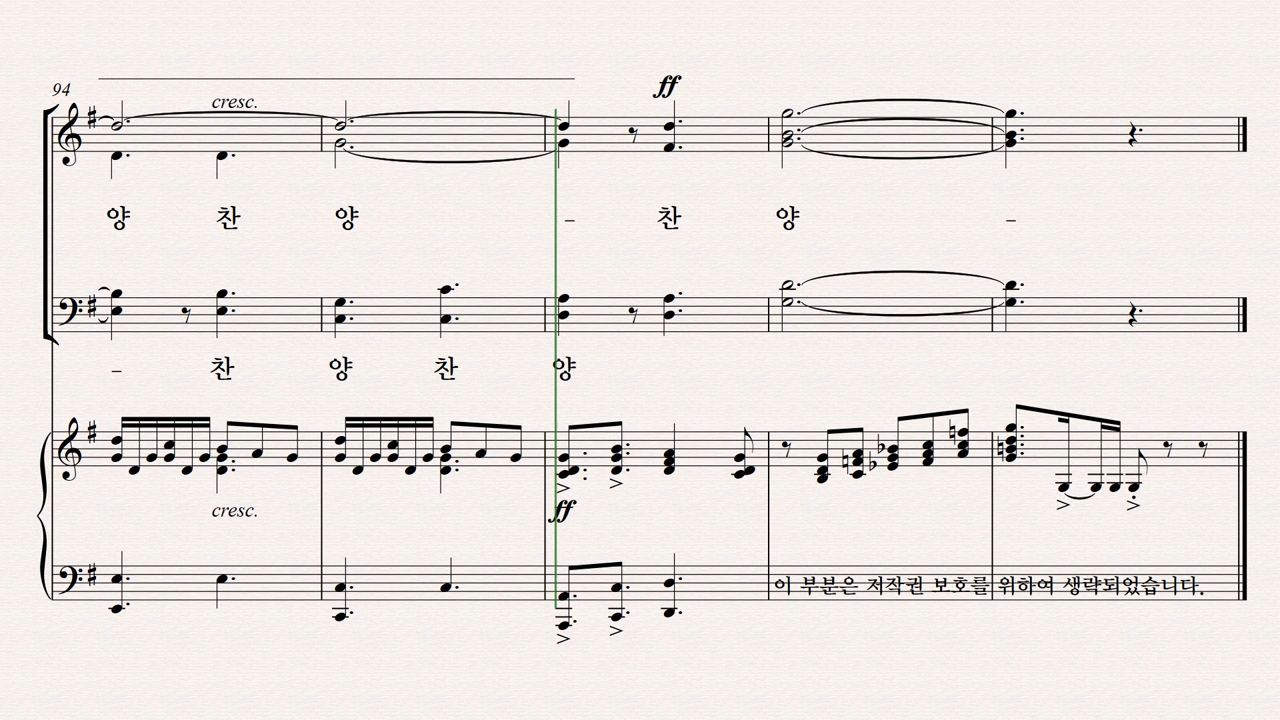 94
cresc.
ff
양 찬 양 - 찬 양 -
- 찬 양 찬 양
cresc.
ff
이 부분은 저작권 보호를 위하여 생략되었습니다.